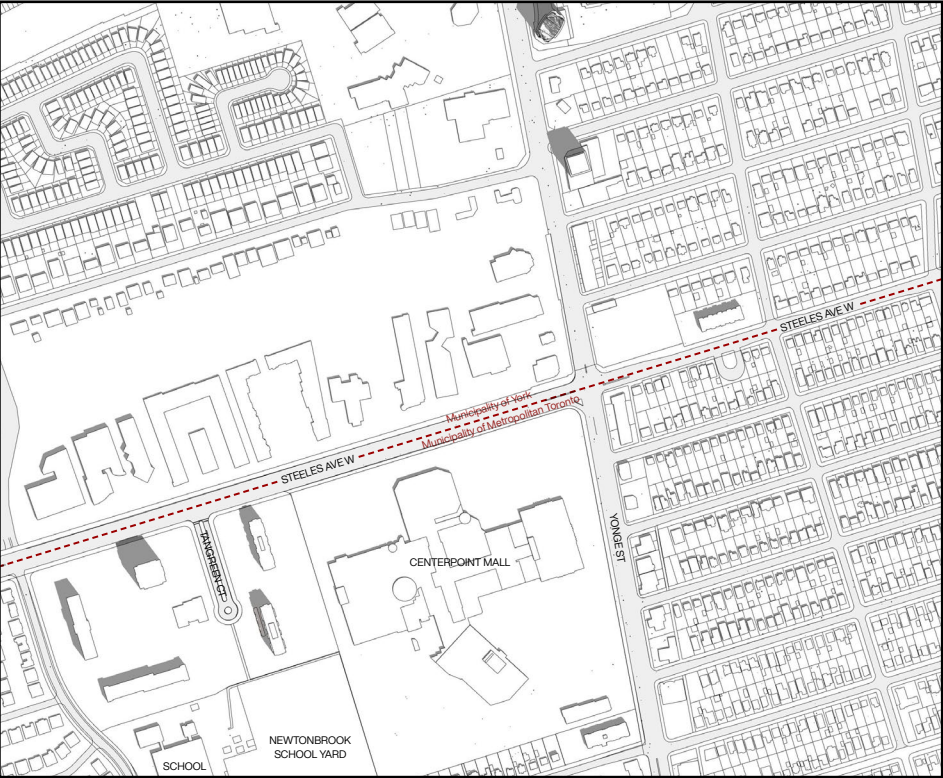 STEELES AVE W
Municipality of York
Municipality of Metropolitan Toronto
STEELES AVE W
TANGREEN CT
CENTERPOINT MALL
YONGE ST
NEWTONBROOK
SCHOOL YARD
SCHOOL